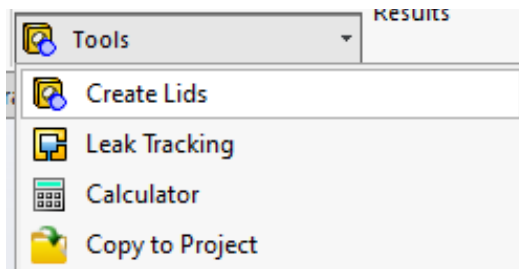 Results
Tools
Create Lids
Leak Tracking
Calculator
Copy to Project